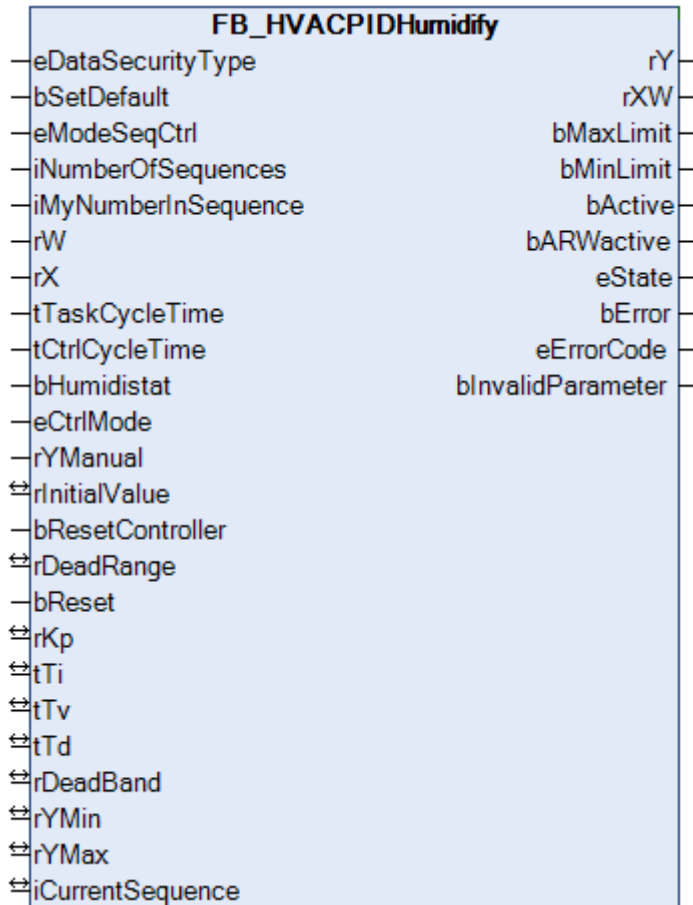 FB_HVACPIDHumidify
eDataSecurityType rY
bSetDefault rXW
eModeSeqCtrl bMaxLimit
iNumberOfSequences bMinLimit
iMyNumberInSequence bActive
rW bARWactive
rX eState
tTaskCycleTime bError
tCtrlCycleTime eErrorCode
bHumidistat bInvalidParameter
eCtrlMode
rYManual
rInitialValue
bResetController
rDeadRange
bReset
rKp
tTi
tTv
tTd
rDeadBand
rYMin
rYMax
iCurrentSequence